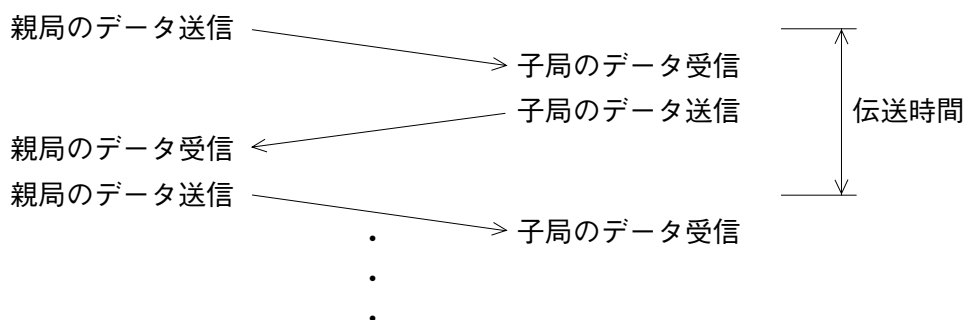 親局のデータ送信
子局のデータ受信
子局のデータ送信
伝送時間
親局のデータ受信
親局のデータ送信
子局のデータ受信
・
・
・